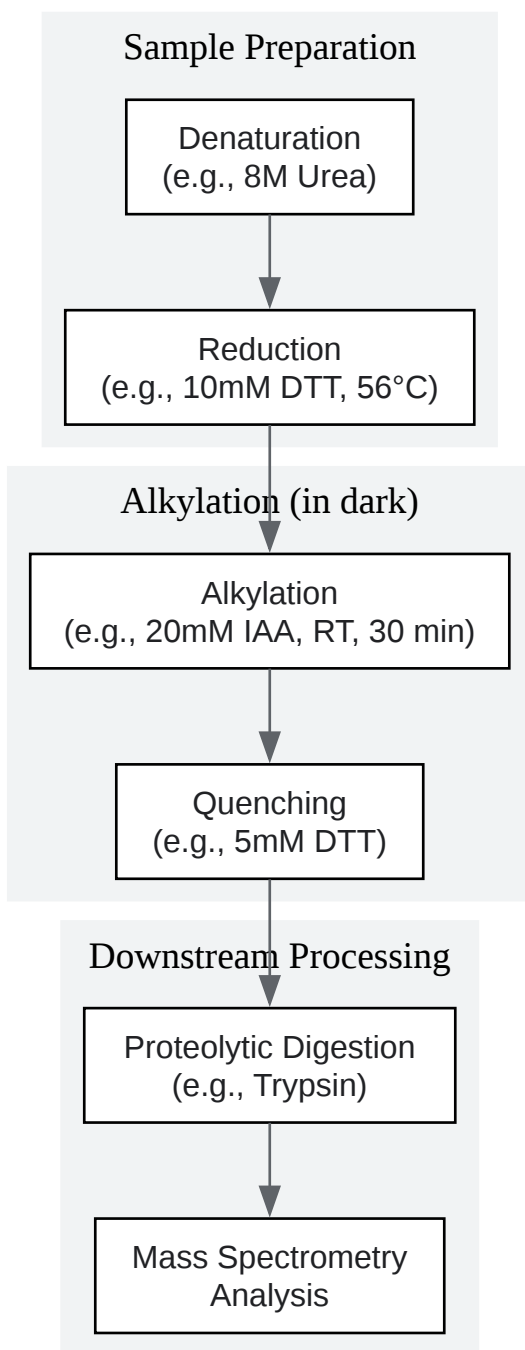 Sample Preparation
Denaturation
(e.g., 8M Urea)
Reduction
(e.g., 10mM DTT, 56°C)
Alkylation (in dark)
Alkylation
(e.g., 20mM IAA, RT, 30 min)
Quenching
(e.g., 5mM DTT)
Downstream Processing
Proteolytic Digestion
(e.g., Trypsin)
Mass Spectrometry
Analysis